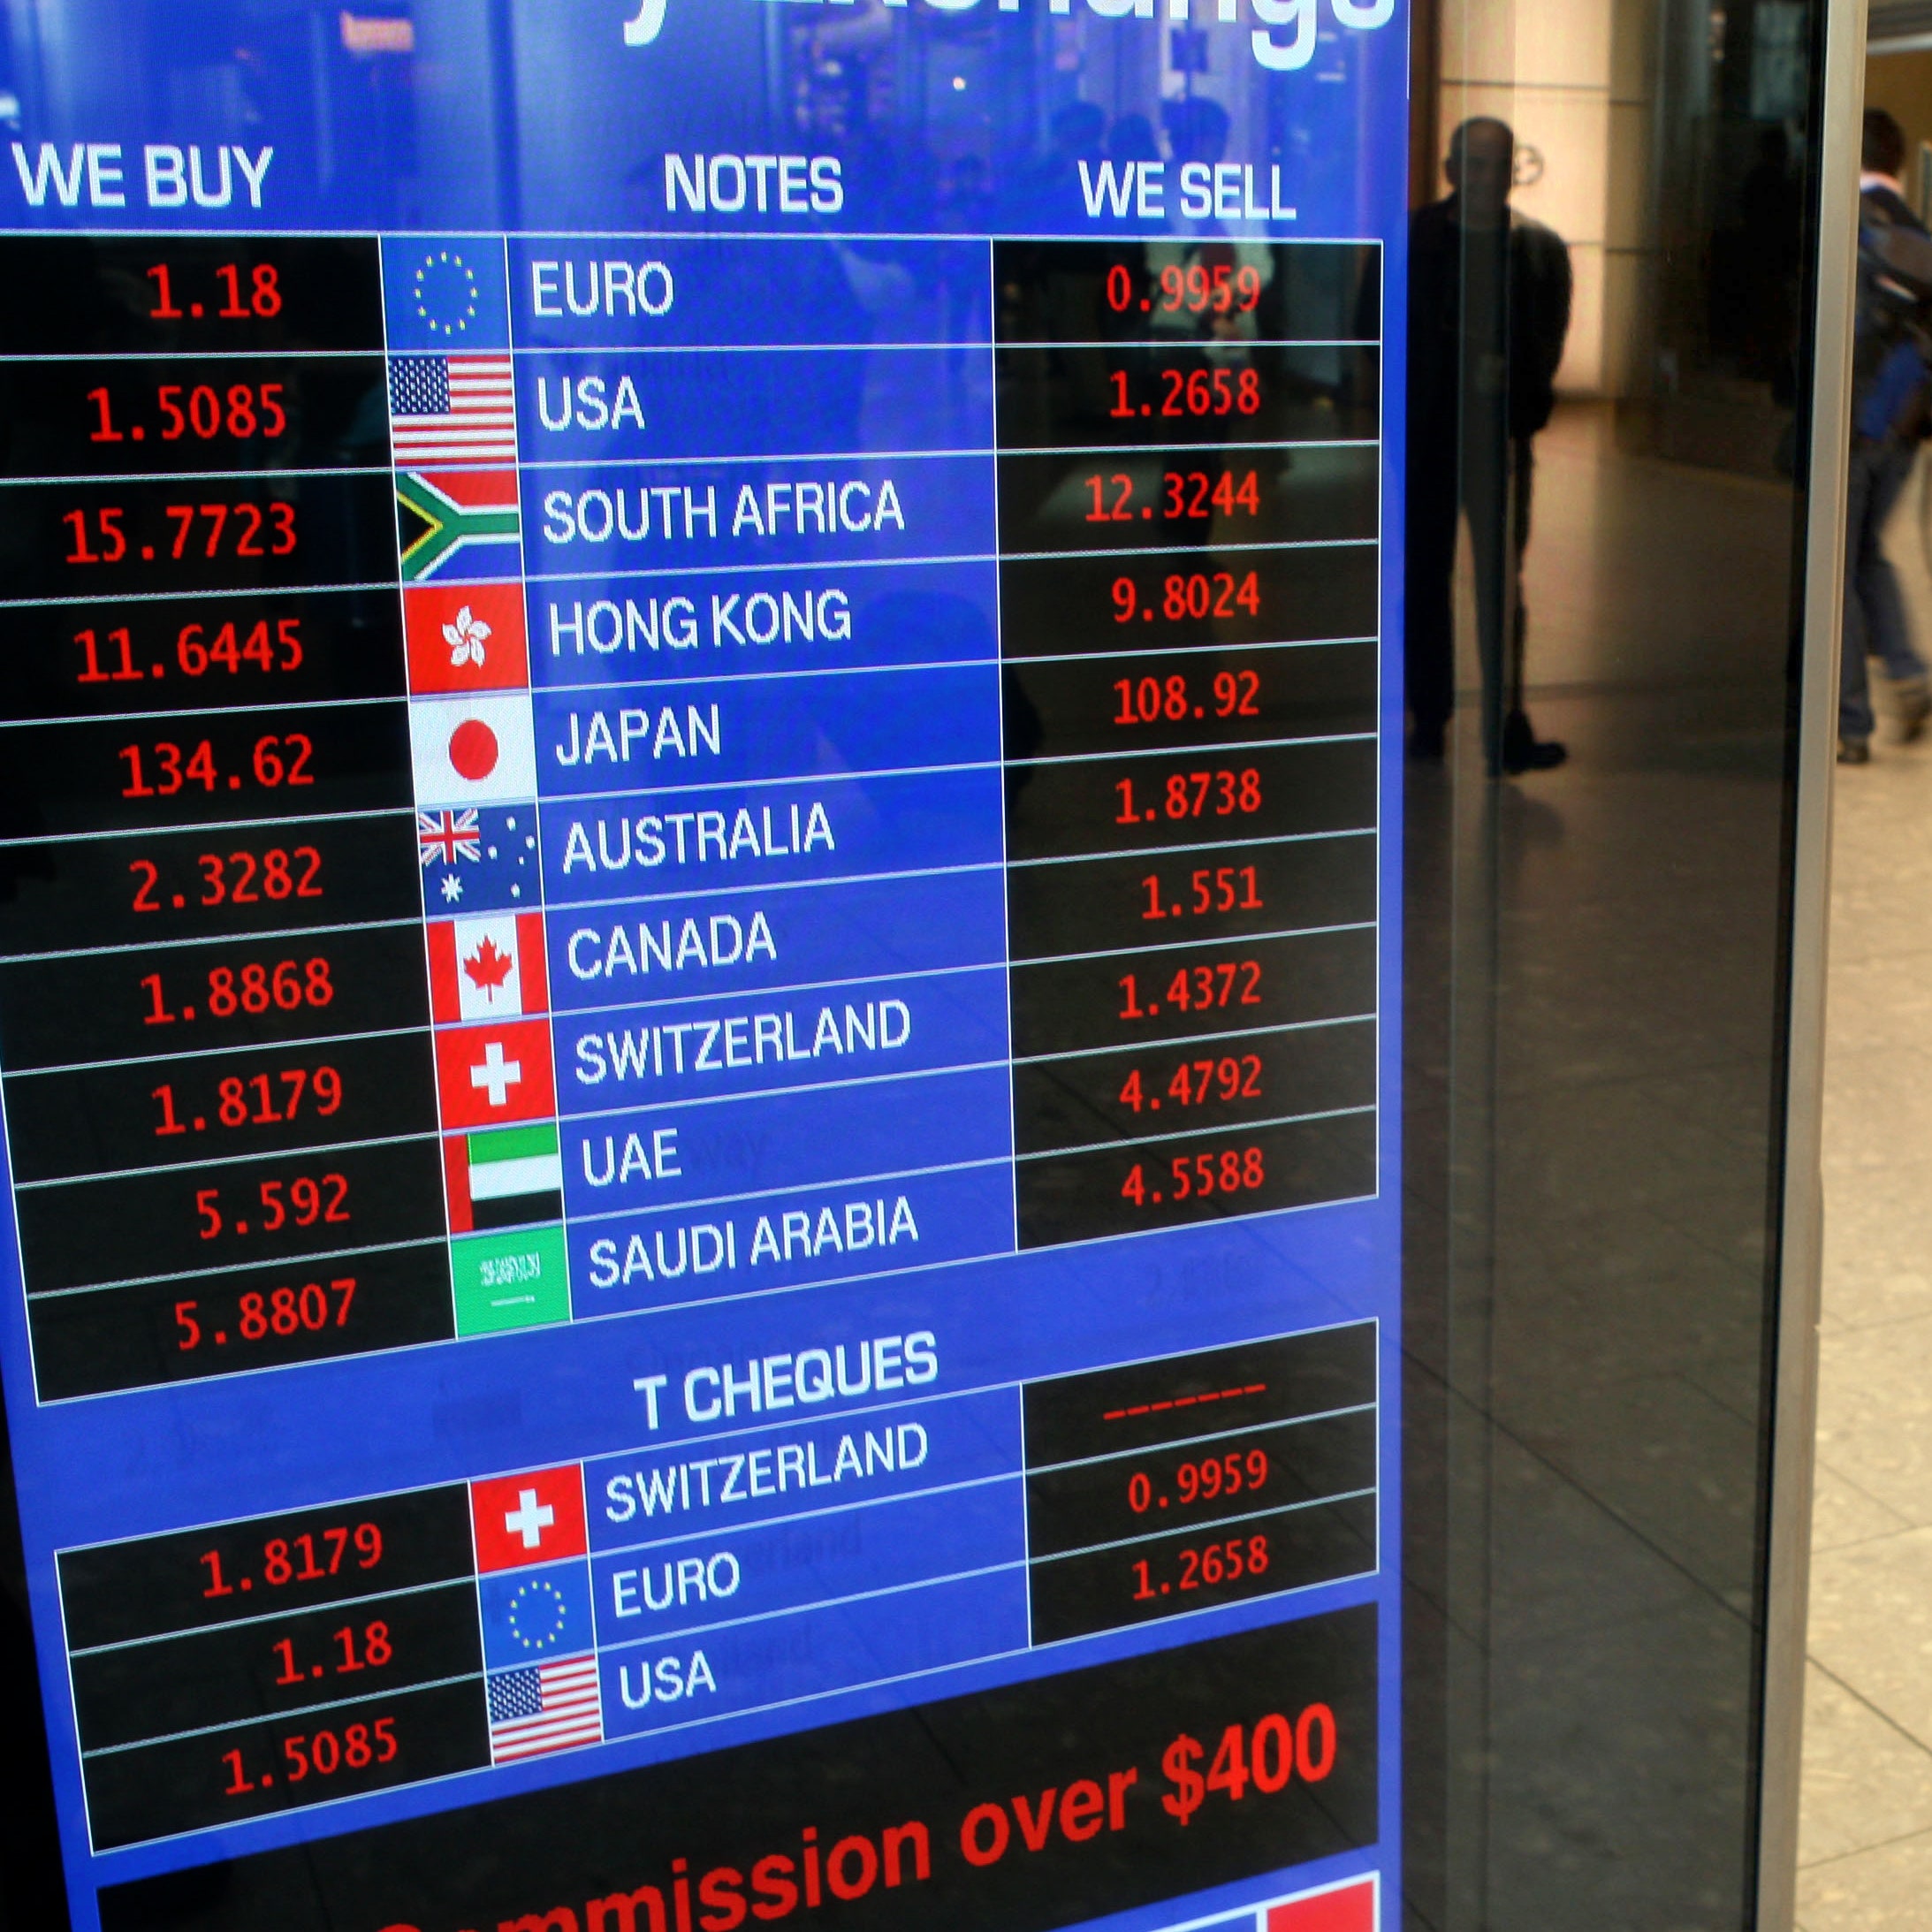 WE BUY NOTES WE SELL
1.18 EURO 0.9959
1.5085 USA 1.2658
15.7723 SOUTH AFRICA 12.3244
11.6445 HONG KONG 9.8024
134.62 JAPAN 108.92
2.3282 AUSTRALIA 1.8738
1.8868 CANADA 1.551
1.8179 SWITZERLAND 1.4372
5.592 UAE 4.4792
5.8807 SAUDI ARABIA 4.5588
T CHEQUES
1.8179 SWITZERLAND -------
1.18 EURO 0.9959
1.5085 USA 1.2658
over $400